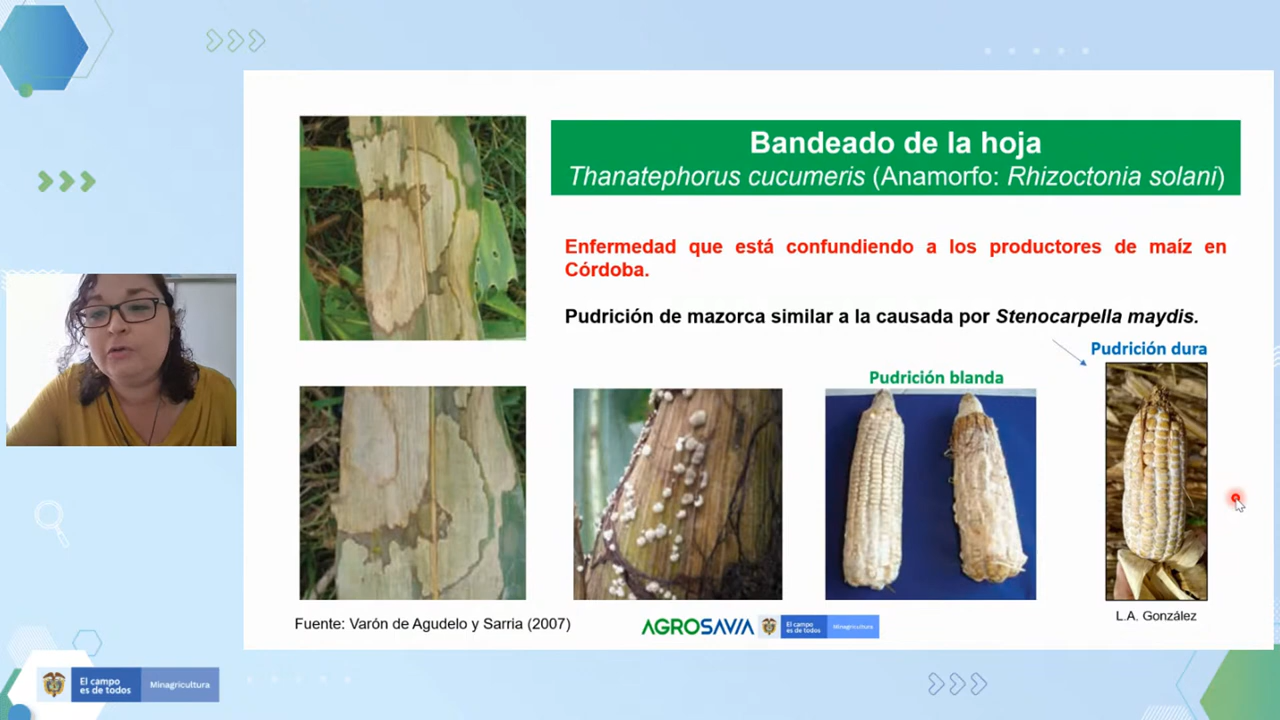 Bandeado de la hoja
Thanatephorus cucumeris (Anamorfo: Rhizoctonia solani)
Enfermedad que está confundiendo a los productores de maíz en
Córdoba.
Pudrición de mazorca similar a la causada por Stenocarpella maydis.
Pudrición dura
Pudrición blanda
L.A. González
Fuente: Varón de Agudelo y Sarria (2007)
AGROSAVIA
El campo
es de todos
Minagricultura
El campo
es de todos
Minagricultura